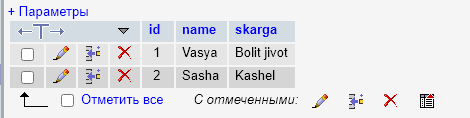 + Параметры
id name skarga
1 Vasya Bolit jivot
2 Sasha Kashel
Отметить все С отмеченными: